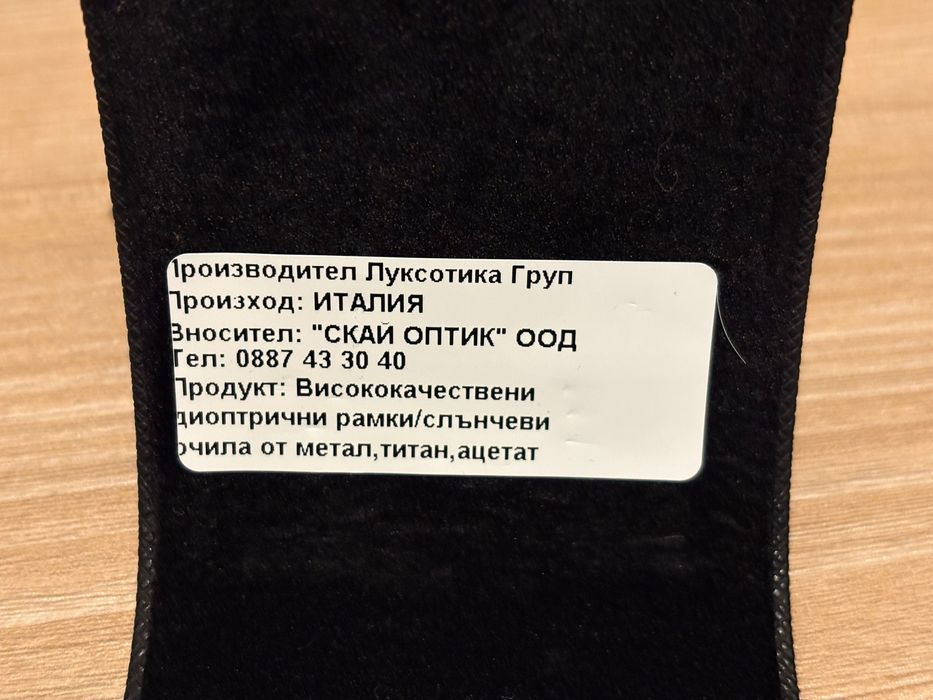 Производител Луксотика Груп
Произход: ИТАЛИЯ
Вносител: "СКАЙ ОПТИК" ООД
Тел: 0887 43 30 40
Продукт: Висококачествени
диоптрични рамки/слънчеви
очила от метал,титан,ацетат